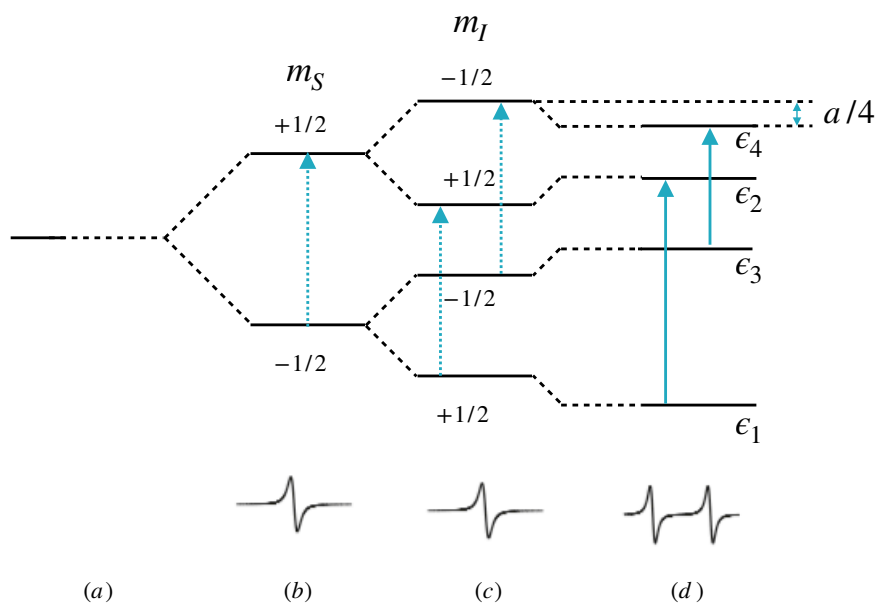 m_I
m_S
−1/2
+1/2
a/4
ϵ_4
+1/2
ϵ_2
ϵ_3
−1/2
−1/2
+1/2
ϵ_1
(a)
(b)
(c)
(d)